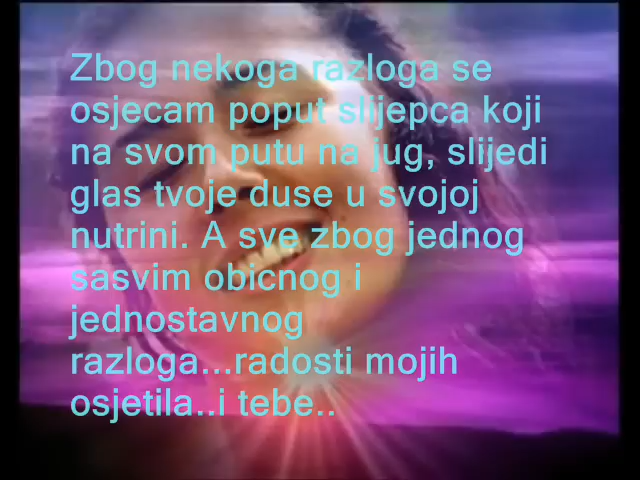 Zbog nekoga razloga se
osjecam poput slijepca koji
na svom putu na jug, slijedi
glas tvoje duse u svojoj
nutrini. A sve zbog jednog
sasvim obicnog i
jednostavnog
razloga...radosti mojih
osjetila..i tebe..